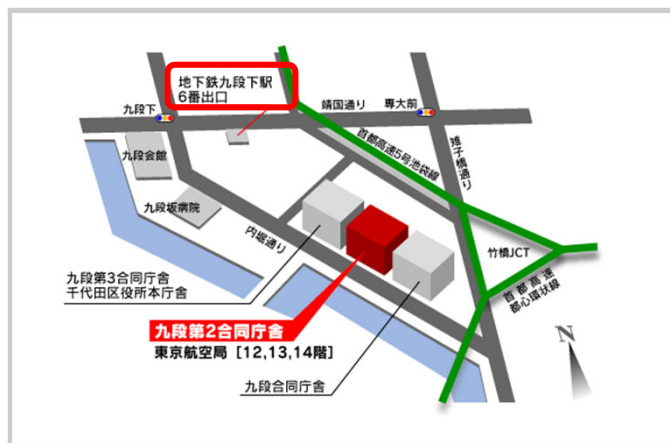 地下鉄九段下駅
6番出口
九段下
靖国通り
専大前
首都高速5号池袋線
雉子橋通り
九段会館
九段坂病院
内堀通り
竹橋JCT
首都高速
都心環状線
九段第3合同庁舎
千代田区役所本庁舎
九段第2合同庁舎
東京航空局［12,13,14階］
九段合同庁舎
N